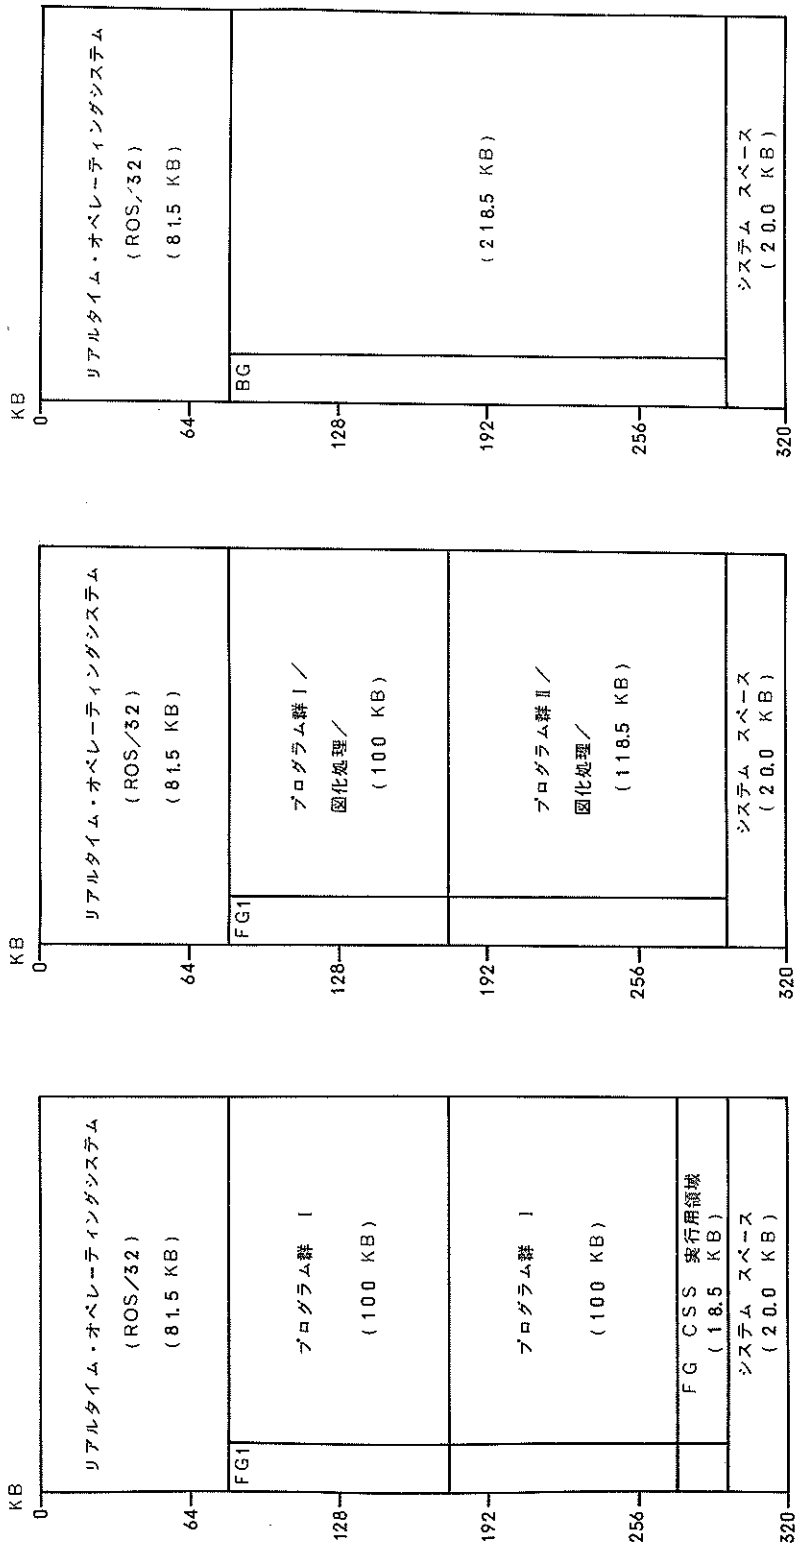 KB
0
64
128
192
256
320
リアルタイム・オペレーティングシステム
(ROS/32)
(81.5 KB)
FG1
プログラム群 I
(100 KB)
プログラム群 I
(100 KB)
FG CSS 実行用領域
(18.5 KB)
システム スペース
(20.0 KB)
KB
0
64
128
192
256
320
リアルタイム・オペレーティングシステム
(ROS/32)
(81.5 KB)
FG1
プログラム群 I/
図化処理/
(100 KB)
プログラム群 II/
図化処理/
(118.5 KB)
システム スペース
(20.0 KB)
KB
0
64
128
192
256
320
リアルタイム・オペレーティングシステム
(ROS/32)
(81.5 KB)
BG
(218.5 KB)
システム スペース
(20.0 KB)